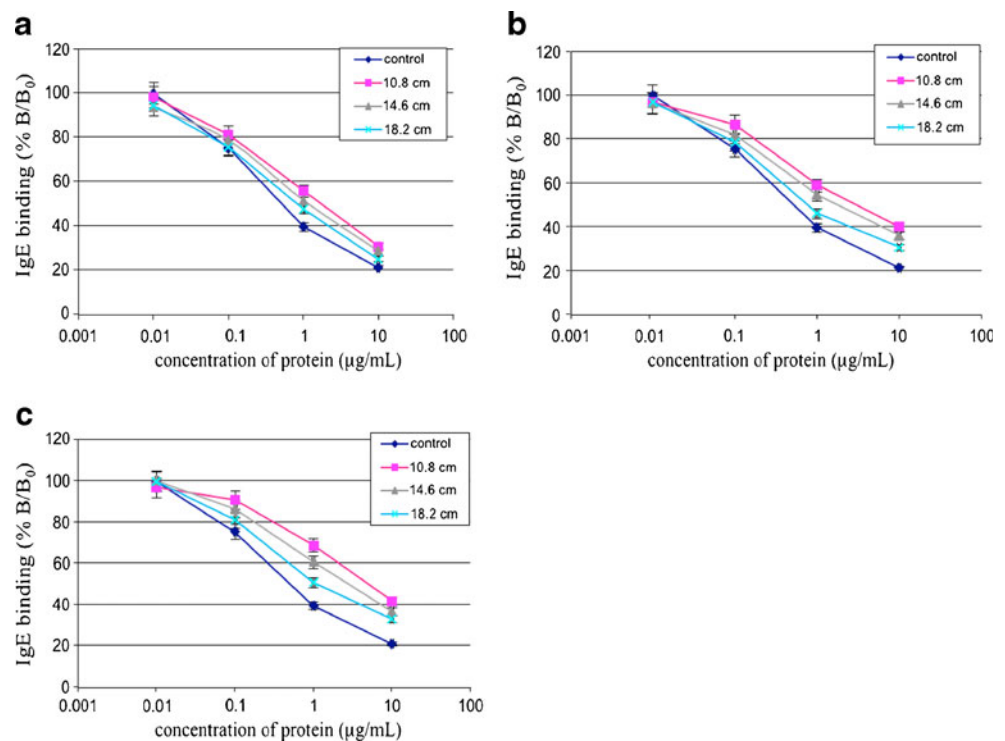 a
120
100
80
60
40
20
0
0.001 0.01 0.1 1 10 100
IgE binding (% B/B₀)
concentration of protein (µg/mL)
control
10.8 cm
14.6 cm
18.2 cm
b
120
100
80
60
40
20
0
0.001 0.01 0.1 1 10 100
IgE binding (% B/B₀)
concentration of protein (µg/mL)
control
10.8 cm
14.6 cm
18.2 cm
c
120
100
80
60
40
20
0
0.001 0.01 0.1 1 10 100
IgE binding (% B/B₀)
concentration of protein (µg/mL)
control
10.8 cm
14.6 cm
18.2 cm